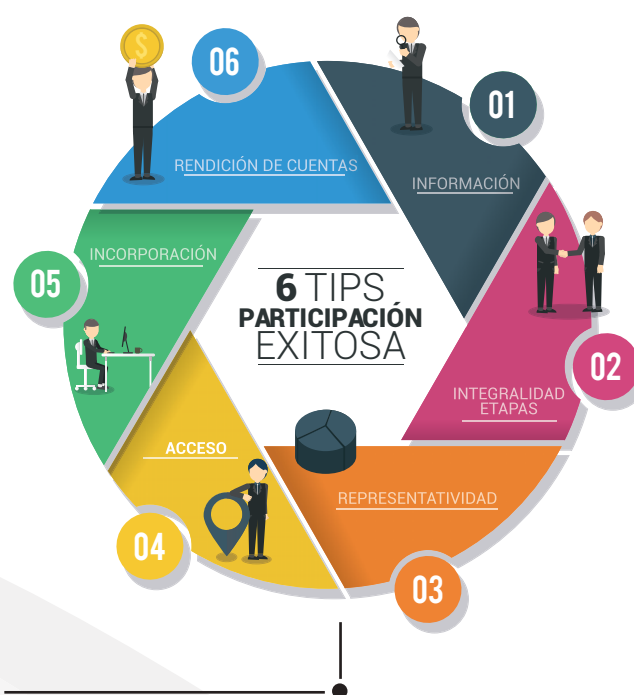 6 TIPS
PARTICIPACIÓN
EXITOSA
01
INFORMACIÓN
02
INTEGRALIDAD
ETAPAS
03
REPRESENTATIVIDAD
04
ACCESO
05
INCORPORACIÓN
06
RENDICIÓN DE CUENTAS
$